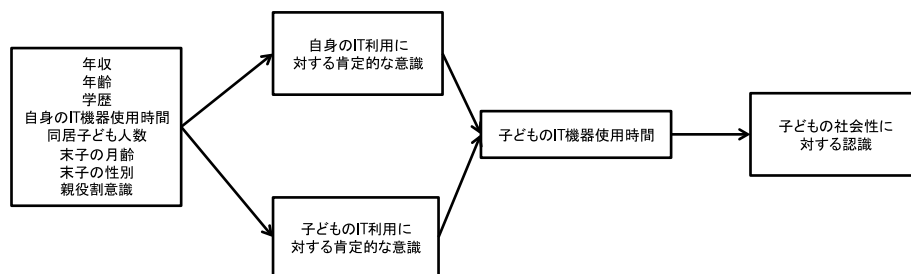 年収
年齢
学歴
自身のIT機器使用時間
同居子ども人数
末子の月齢
末子の性別
親役割意識
自身のIT利用に
対する肯定的な意識
子どものIT利用に
対する肯定的な意識
子どものIT機器使用時間
子どもの社会性に
対する認識